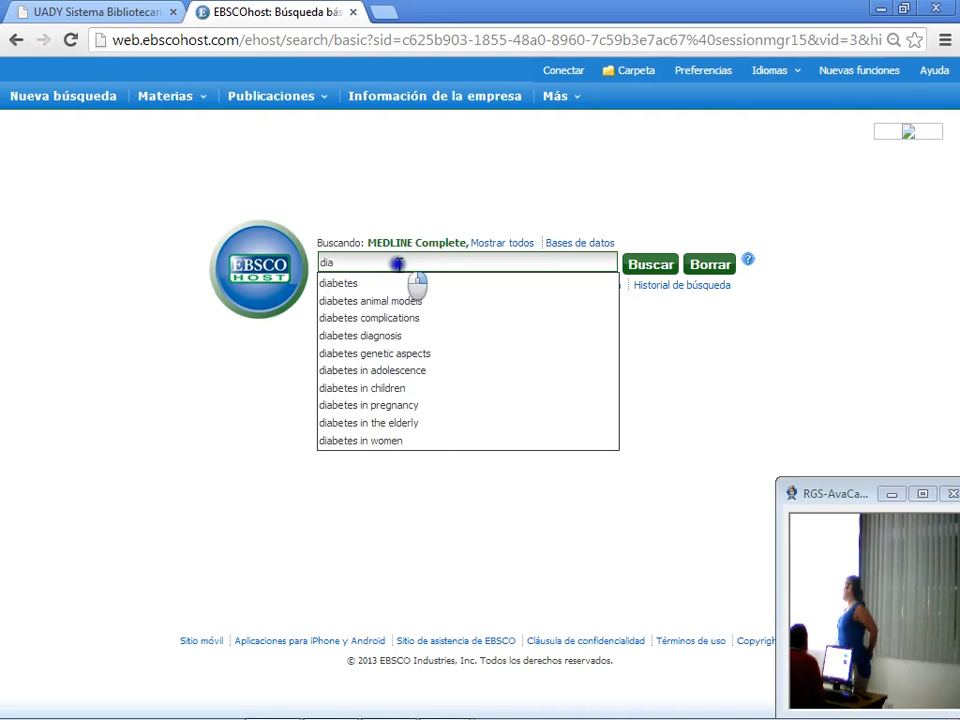 UADY Sistema Bibliotecari
EBSCOhost: Búsqueda bás
web.ebscohost.com/ehost/search/basic?sid=c625b903-1855-48a0-8960-7c59b3e7ac67%40sessionmgr15&vid=3&hi
Conectar Carpeta Preferencias Idiomas Nuevas funciones Ayuda
Nueva búsqueda Materias Publicaciones Información de la empresa Más
Buscando: MEDLINE Complete, Mostrar todos Bases de datos
EBSCO
HOST
dia
Buscar Borrar ?
Historial de búsqueda
diabetes
diabetes animal models
diabetes complications
diabetes diagnosis
diabetes genetic aspects
diabetes in adolescence
diabetes in children
diabetes in pregnancy
diabetes in the elderly
diabetes in women
RGS-AvaCa...
Sitio móvil Aplicaciones para iPhone y Android Sitio de asistencia de EBSCO Cláusula de confidencialidad Términos de uso Copyrigh
© 2013 EBSCO Industries, Inc. Todos los derechos reservados.